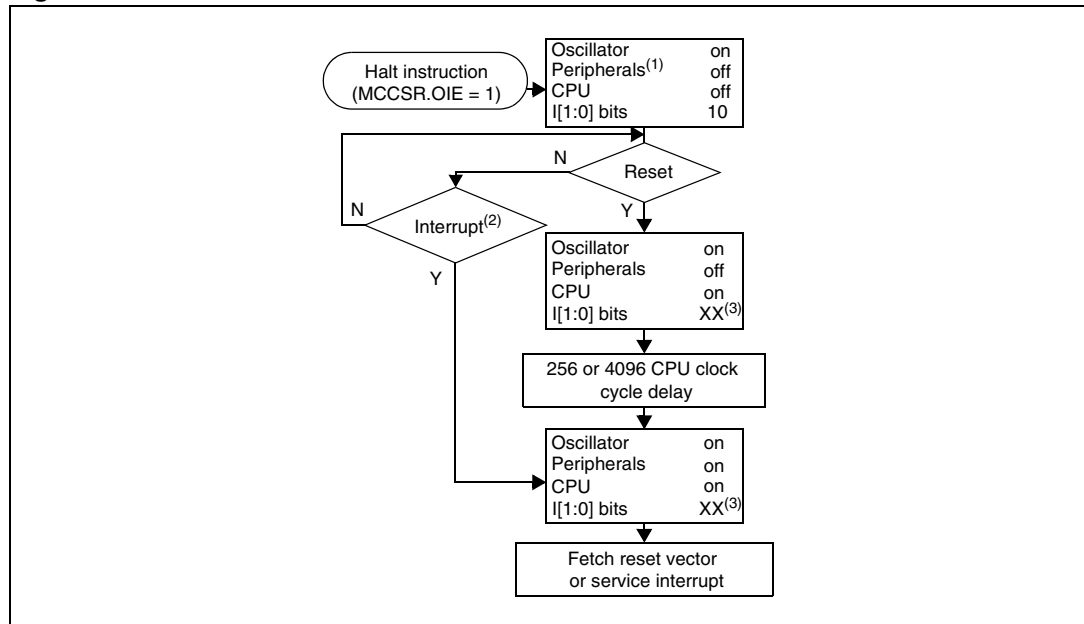 Halt instruction
(MCCSR.OIE = 1)
Oscillator on
Peripherals(1) off
CPU off
I[1:0] bits 10
N
Reset
Y
N
Interrupt(2)
Y
Oscillator on
Peripherals off
CPU on
I[1:0] bits XX(3)
256 or 4096 CPU clock
cycle delay
Oscillator on
Peripherals on
CPU on
I[1:0] bits XX(3)
Fetch reset vector
or service interrupt